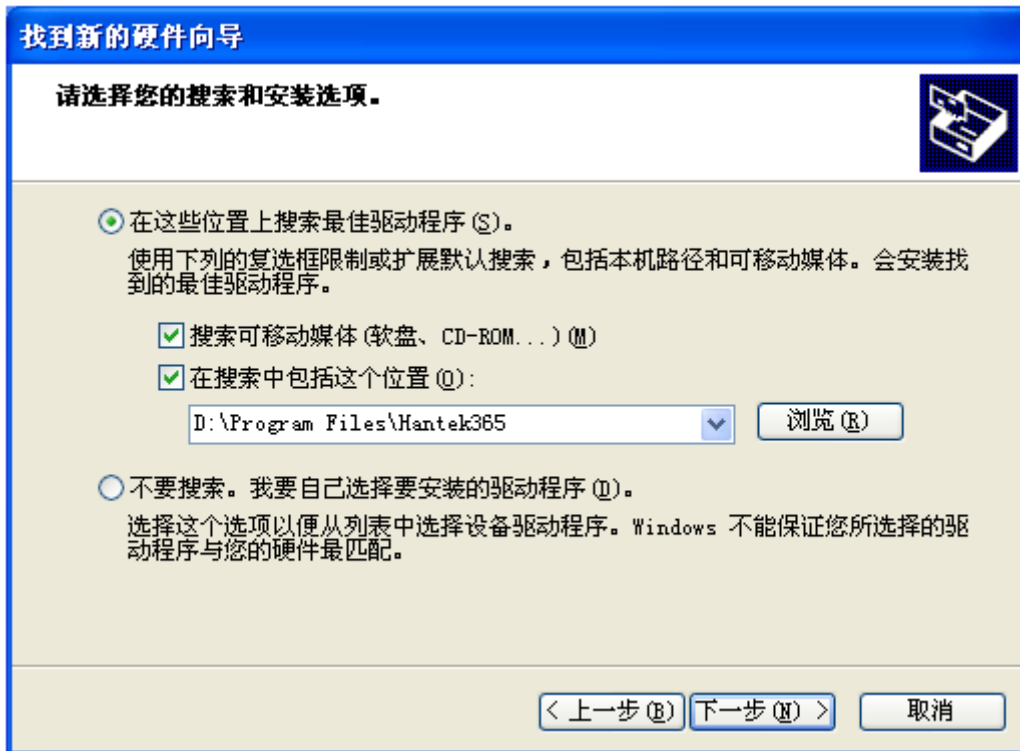 找到新的硬件向导
请选择您的搜索和安装选项。
在这些位置上搜索最佳驱动程序(S)。
使用下列的复选框限制或扩展默认搜索，包括本机路径和可移动媒体。会安装找
到的最佳驱动程序。
搜索可移动媒体(软盘、CD-ROM...)(M)
在搜索中包括这个位置(O):
D:\Program Files\Hantek365
浏览(R)
不要搜索。我要自己选择要安装的驱动程序(D)。
选择这个选项以便从列表中选择设备驱动程序。Windows 不能保证您所选择的驱
动程序与您的硬件最匹配。
< 上一步(B) 下一步(N) > 取消